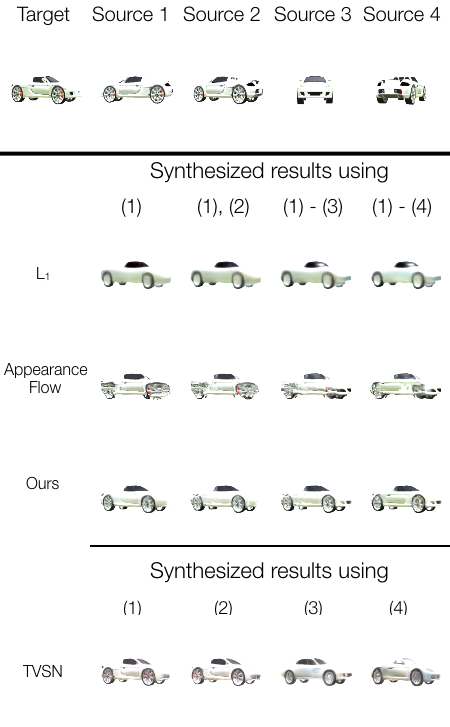 Target Source 1 Source 2 Source 3 Source 4
Synthesized results using
(1) (1), (2) (1) - (3) (1) - (4)
L₁
Appearance
Flow
Ours
Synthesized results using
(1) (2) (3) (4)
TVSN